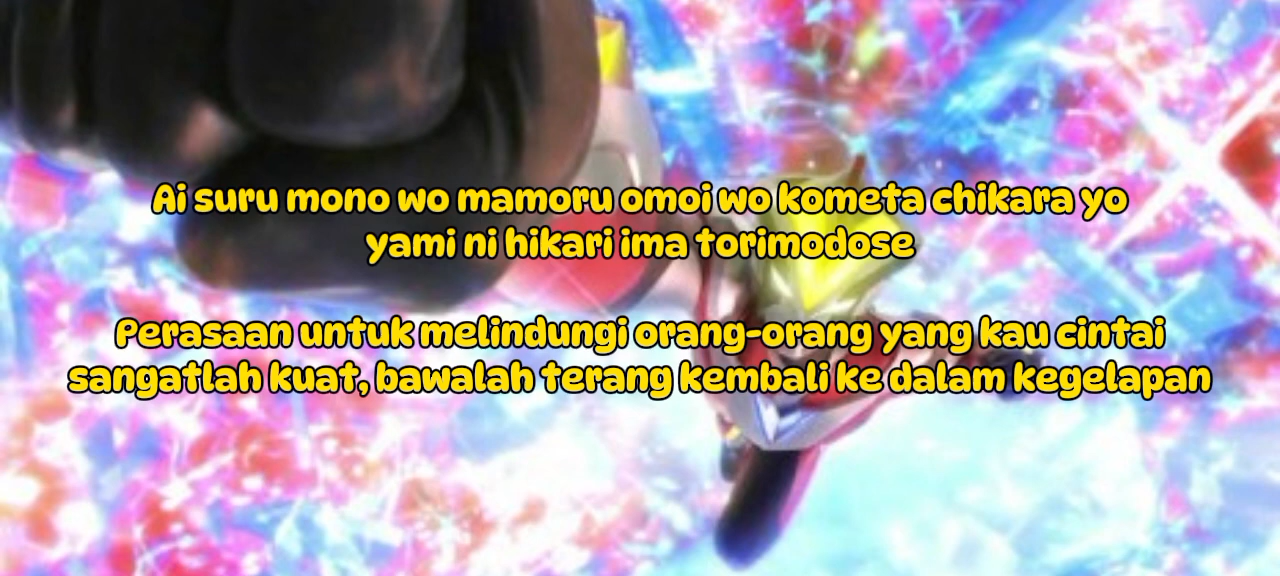 Ai suru mono wo mamoru omoi wo kometa chikara yo
yami ni hikari ima torimodose
Perasaan untuk melindungi orang-orang yang kau cintai
sangatlah kuat, bawalah terang kembali ke dalam kegelapan